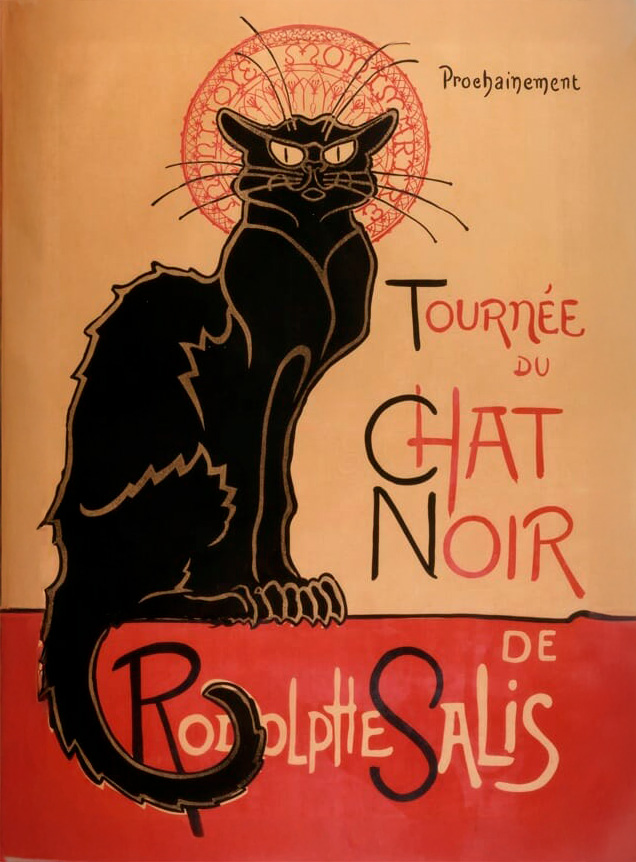 Prochainement
TOURNÉE
DU
CHAT
NOIR
DE
RODOLPHE SALIS